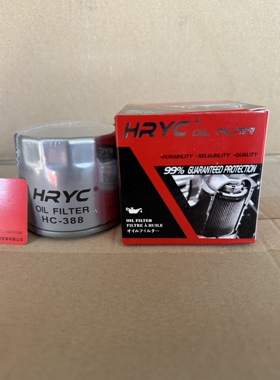 HRYC®
OIL FILTER
HC-388
HRYC®
OIL FILTER
•DURABILITY •RELIABILITY •QUALITY
99% GUARANTEED PROTECTION
OIL FILTER
FILTRE À HUILE
オイルフィルター